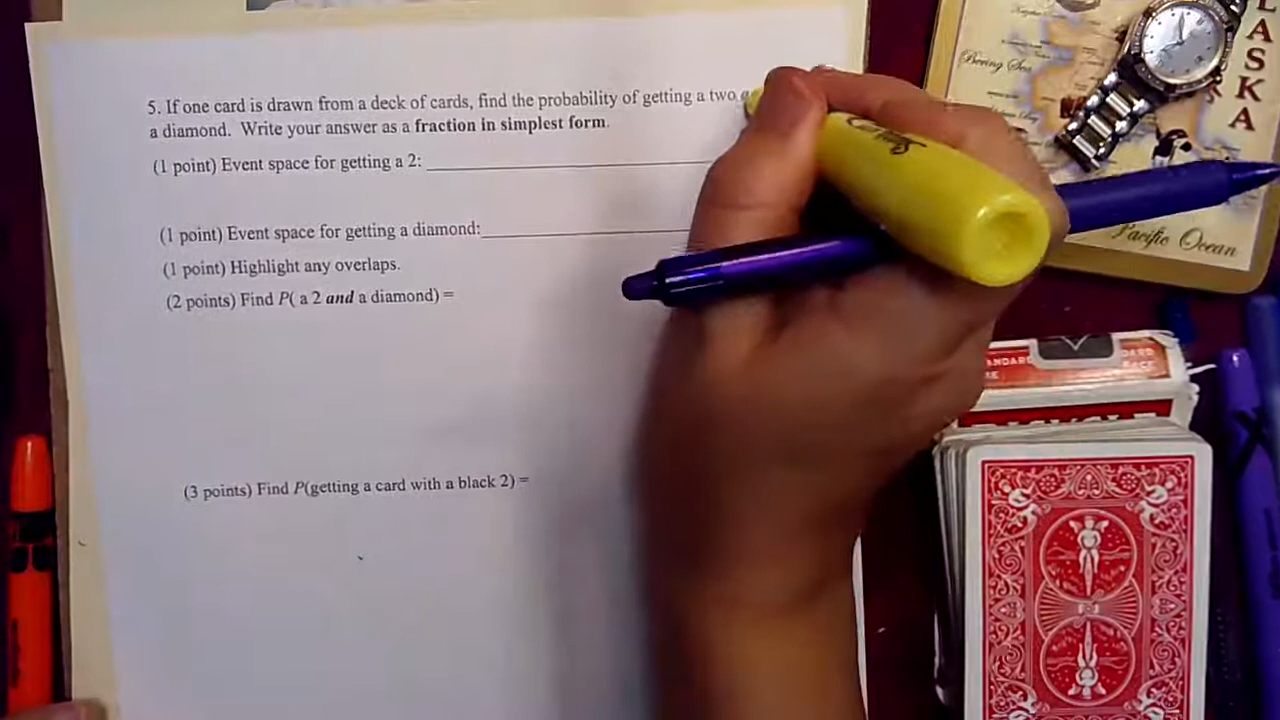 5. If one card is drawn from a deck of cards, find the probability of getting a two
a diamond. Write your answer as a fraction in simplest form.
(1 point) Event space for getting a 2:
(1 point) Event space for getting a diamond:
(1 point) Highlight any overlaps.
(2 points) Find P( a 2 and a diamond) =
(3 points) Find P(getting a card with a black 2) =
Bering Sea
LASKA
Pacific Ocean